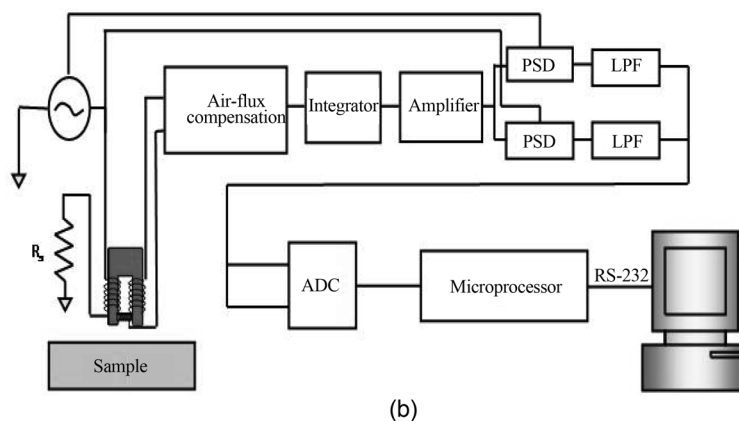 PSD
LPF
Air-flux
compensation
Integrator
Amplifier
PSD
LPF
Rs
ADC
Microprocessor
RS-232
Sample
(b)